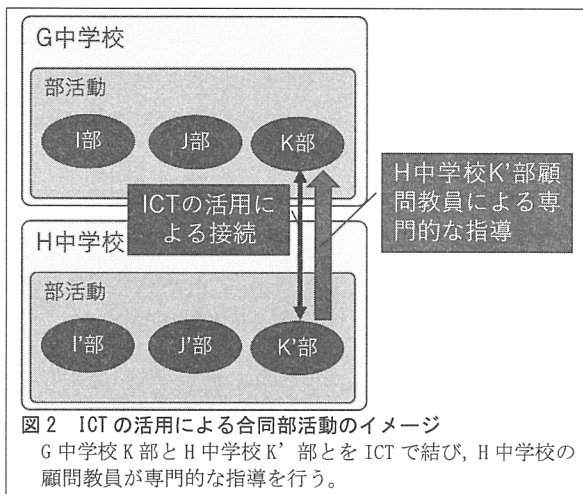 G中学校
部活動
I部
J部
K部
ICTの活用に
よる接続
H中学校K'部顧
問教員による専
門的な指導
H中学校
部活動
I'部
J'部
K'部
図2 ICTの活用による合同部活動のイメージ
G中学校K部とH中学校K'部とをICTで結び，H中学校の
顧問教員が専門的な指導を行う。